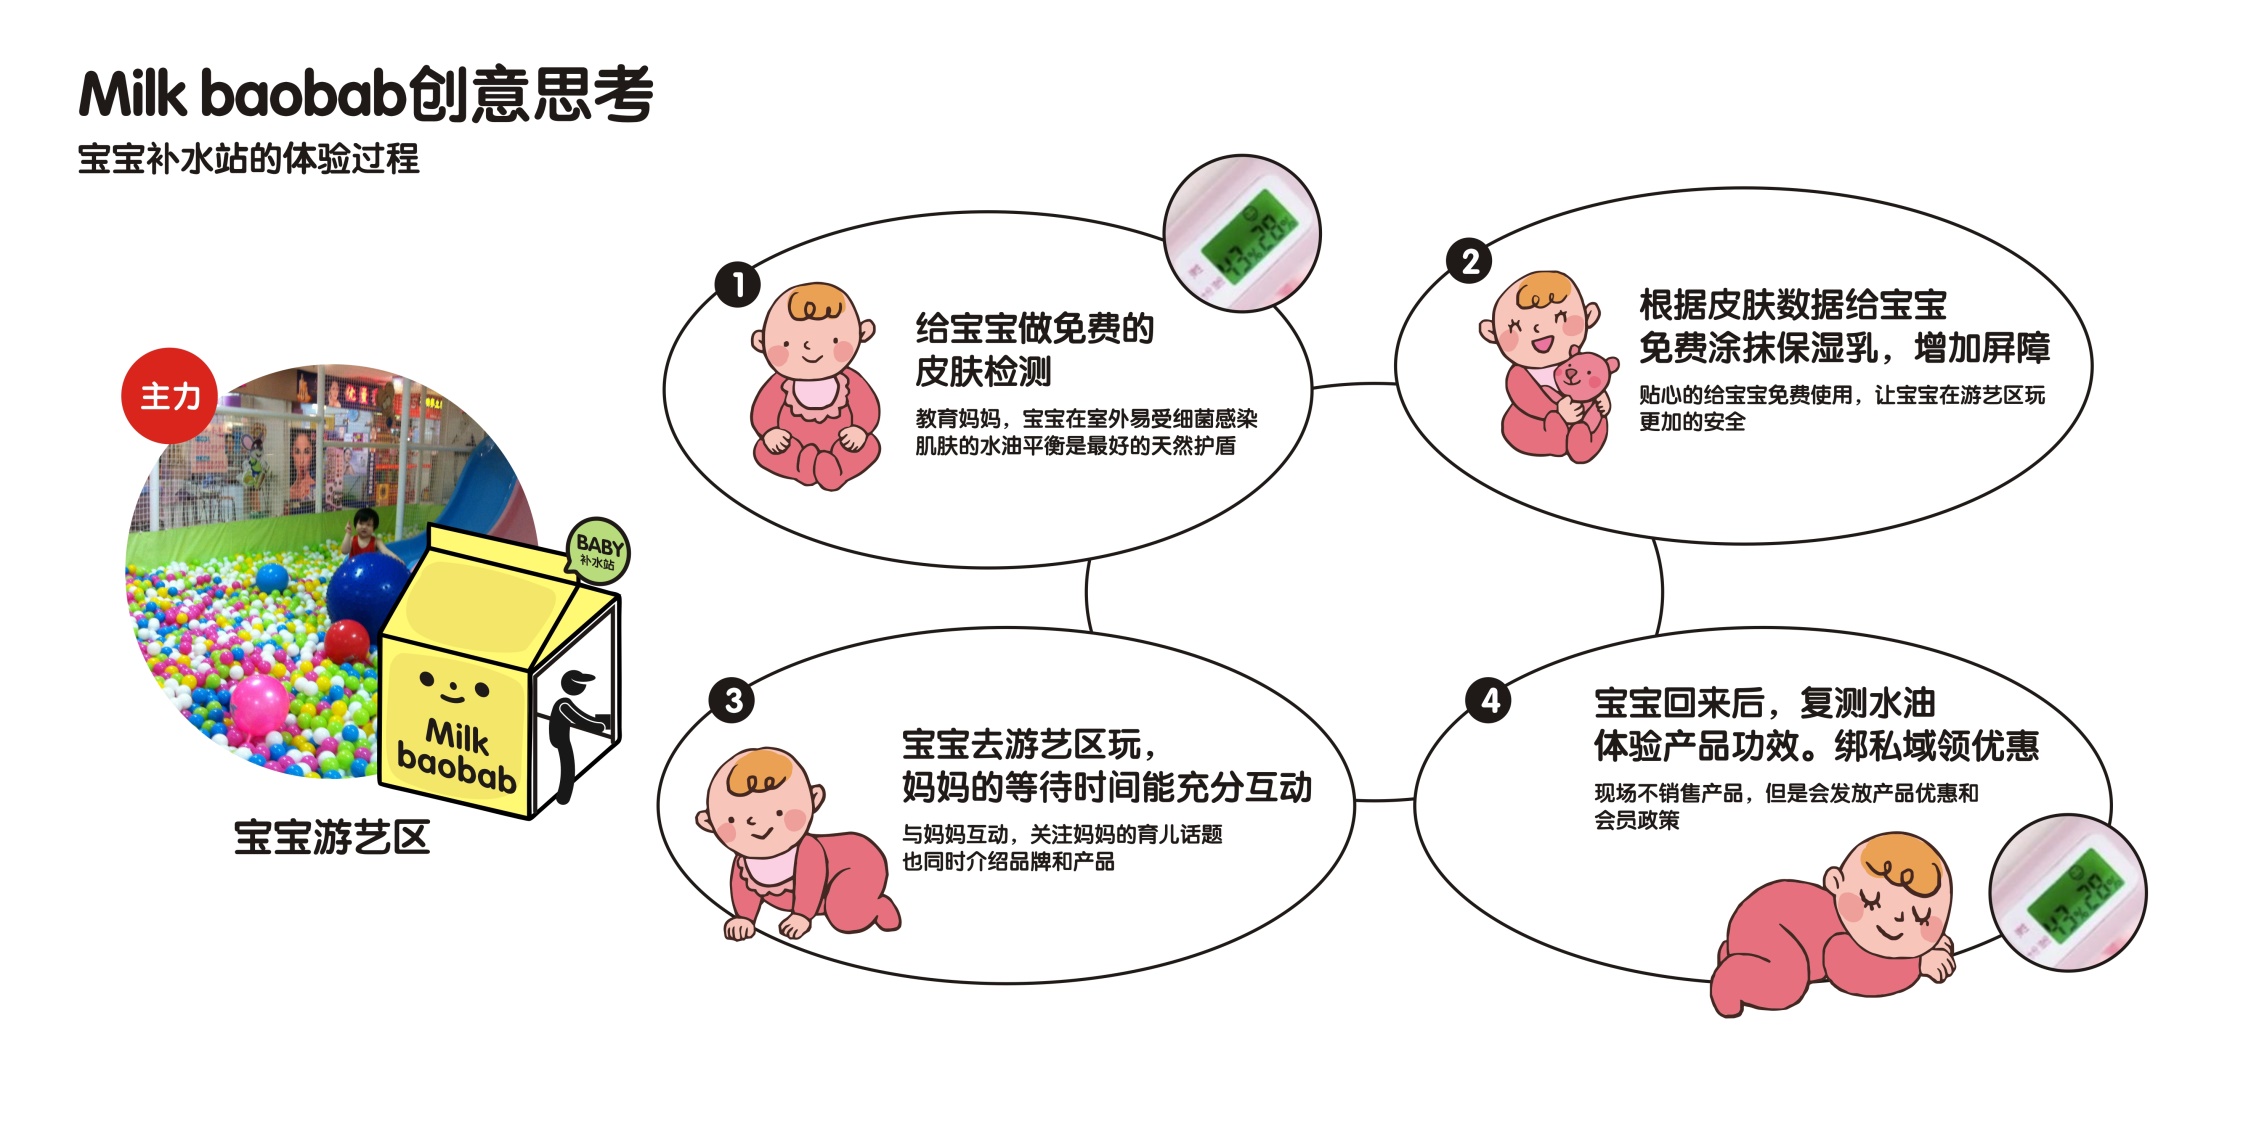 Milk baobab创意思考
宝宝补水站的体验过程
主力
BABY
补水站
Milk
baobab
宝宝游艺区
1
给宝宝做免费的
皮肤检测
教育妈妈，宝宝在室外易受细菌感染
肌肤的水油平衡是最好的天然护盾
2
根据皮肤数据给宝宝
免费涂抹保湿乳，增加屏障
贴心的给宝宝免费使用，让宝宝在游艺区玩
更加的安全
3
宝宝去游艺区玩，
妈妈的等待时间能充分互动
与妈妈互动，关注妈妈的育儿话题
也同时介绍品牌和产品
4
宝宝回来后，复测水油
体验产品功效。绑私域领优惠
现场不销售产品，但是会发放产品优惠和
会员政策